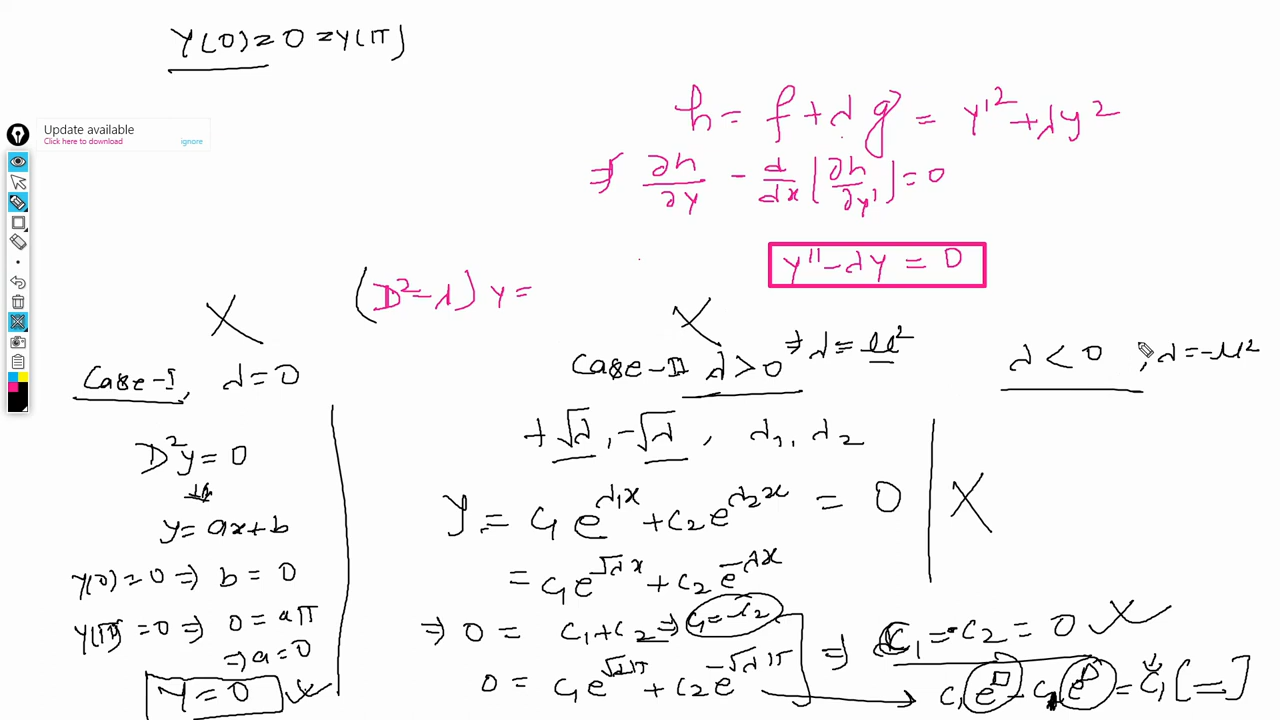 Y(0) = 0 = Y(π)
h = f + λ g = y'² + λy²
Update available
Click here to download ignore
⇒ ∂h/∂y - d/dx (∂h/∂y') = 0
y'' - λy = 0
(D² - λ) y =
X
X
Case-I, λ = 0
Case-II λ > 0 ⇒ λ = μ²
λ < 0 , λ = -μ²
+√λ, -√λ , λ₁, λ₂
D²y = 0
y = ax + b
y = c₁e^{λ₁x} + c₂e^{λ₂x} = 0
X
= c₁e^{√λx} + c₂e^{-λx}
y(0) = 0 ⇒ b = 0
y(π) = 0 ⇒ 0 = aπ
⇒ a = 0
Y = 0
⇒ 0 = c₁ + c₂ ⇒ c₁ = -c₂
0 = c₁e^{√λπ} + c₂e^{-√λπ}
⇒ c₁ = -c₂ = 0